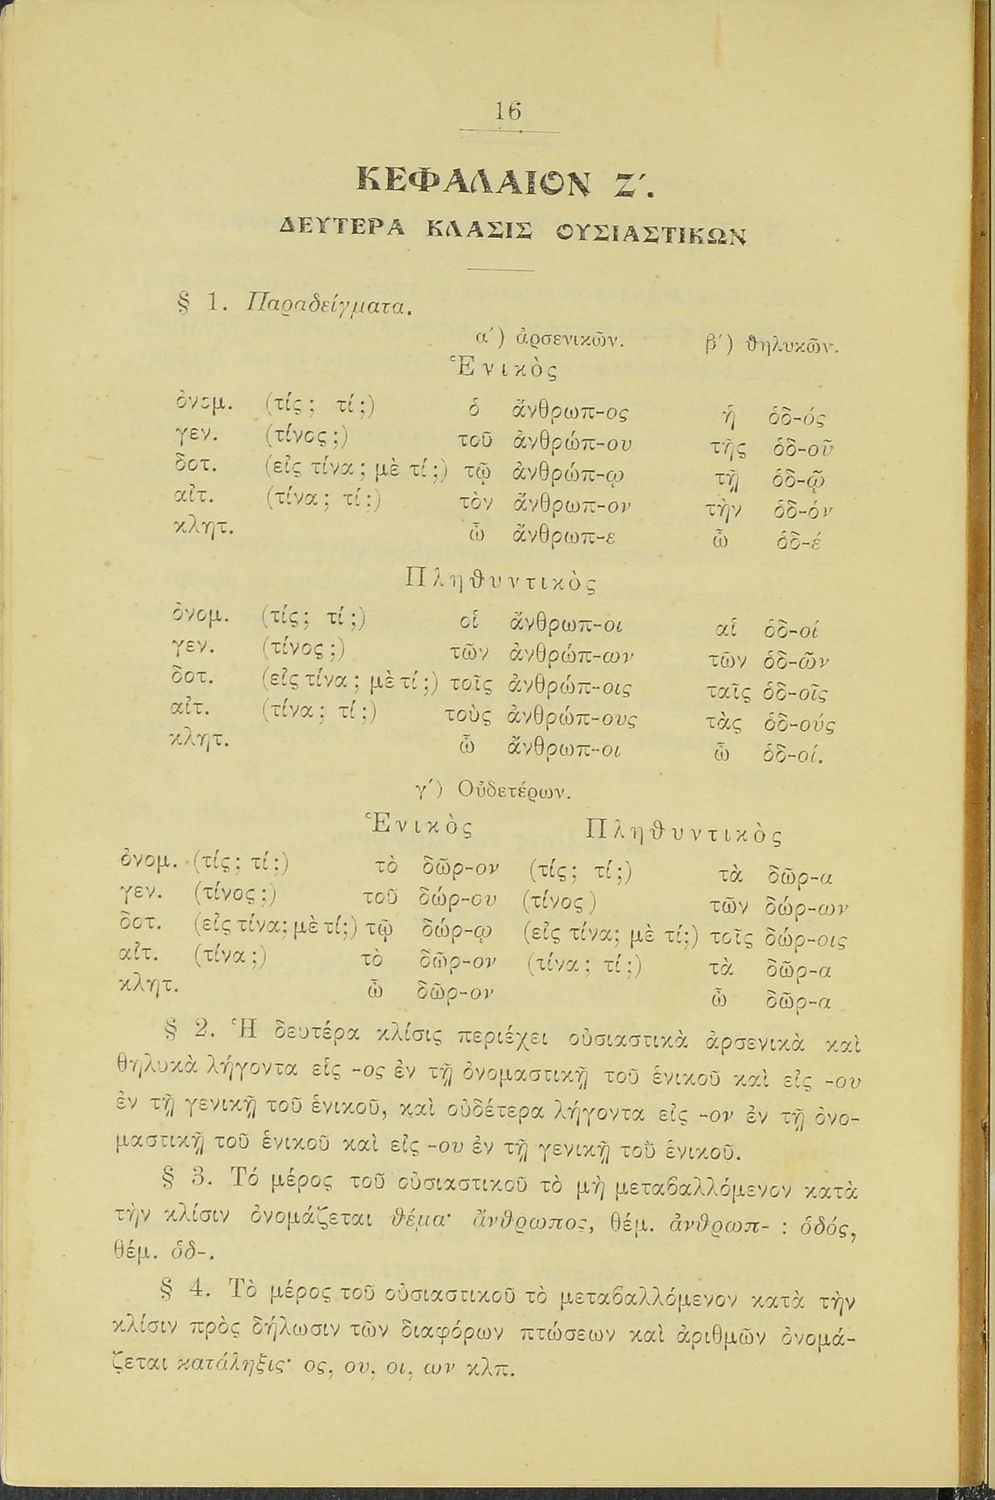 16
ΚΕΦΑΛΑΙΟΝ Ζ΄.
ΔΕΥΤΕΡΑ ΚΛΑΣΙΣ ΟΥΣΙΑΣΤΙΚΩΝ
§ 1. Παραδείγματα.
α΄) ἀρσενικῶν. β΄) θηλυκῶν.
Ἑνικὸς
ὀνομ. (τίς; τί;) ὁ ἄνθρωπ-ος ἡ ὁδ-ός
γεν. (τίνος;) τοῦ ἀνθρώπ-ου τῆς ὁδ-οῦ
δοτ. (εἰς τίνα; μὲ τί;) τῷ ἀνθρώπ-ῳ τῇ ὁδ-ῷ
αἰτ. (τίνα; τί;) τὸν ἄνθρωπ-ον τὴν ὁδ-όν
κλητ. ὦ ἄνθρωπ-ε ὦ ὁδ-έ
Πληθυντικὸς
ὀνομ. (τίς; τί;) οἱ ἄνθρωπ-οι αἱ ὁδ-οί
γεν. (τίνος;) τῶν ἀνθρώπ-ων τῶν ὁδ-ῶν
δοτ. (εἰς τίνα; μὲ τί;) τοῖς ἀνθρώπ-οις ταῖς ὁδ-οῖς
αἰτ. (τίνα; τί;) τοὺς ἀνθρώπ-ους τὰς ὁδ-ούς
κλητ. ὦ ἄνθρωπ-οι ὦ ὁδ-οί.
γ΄) Οὐδετέρων.
Ἑνικὸς Πληθυντικὸς
ὀνομ. (τίς; τί;) τὸ δῶρ-ον (τίς; τί;) τὰ δῶρ-α
γεν. (τίνος;) τοῦ δώρ-ου (τίνος) τῶν δώρ-ων
δοτ. (εἰς τίνα; μὲ τί;) τῷ δώρ-ῳ (εἰς τίνα; μὲ τί;) τοῖς δώρ-οις
αἰτ. (τίνα;) τὸ δῶρ-ον (τίνα; τί;) τὰ δῶρ-α
κλητ. ὦ δῶρ-ον ὦ δῶρ-α
§ 2. Ἡ δευτέρα κλίσις περιέχει οὐσιαστικὰ ἀρσενικὰ καὶ
θηλυκὰ λήγοντα εἰς -ος ἐν τῇ ὀνομαστικῇ τοῦ ἑνικοῦ καὶ εἰς -ου
ἐν τῇ γενικῇ τοῦ ἑνικοῦ, καὶ οὐδέτερα λήγοντα εἰς -ον ἐν τῇ ὀνο-
μαστικῇ τοῦ ἑνικοῦ καὶ εἰς -ου ἐν τῇ γενικῇ τοῦ ἑνικοῦ.
§ 3. Τό μέρος τοῦ οὐσιαστικοῦ τὸ μὴ μεταβαλλόμενον κατὰ
τὴν κλίσιν ὀνομάζεται θέμα· ἄνθρωπος, θέμ. ἀνθρωπ- : ὁδός,
θέμ. ὁδ-.
§ 4. Τὸ μέρος τοῦ οὐσιαστικοῦ τὸ μεταβαλλόμενον κατὰ τὴν
κλίσιν πρὸς δήλωσιν τῶν διαφόρων πτώσεων καὶ ἀριθμῶν ὀνομά-
ζεται κατάληξις· ος, ου, οι, ων κλπ.